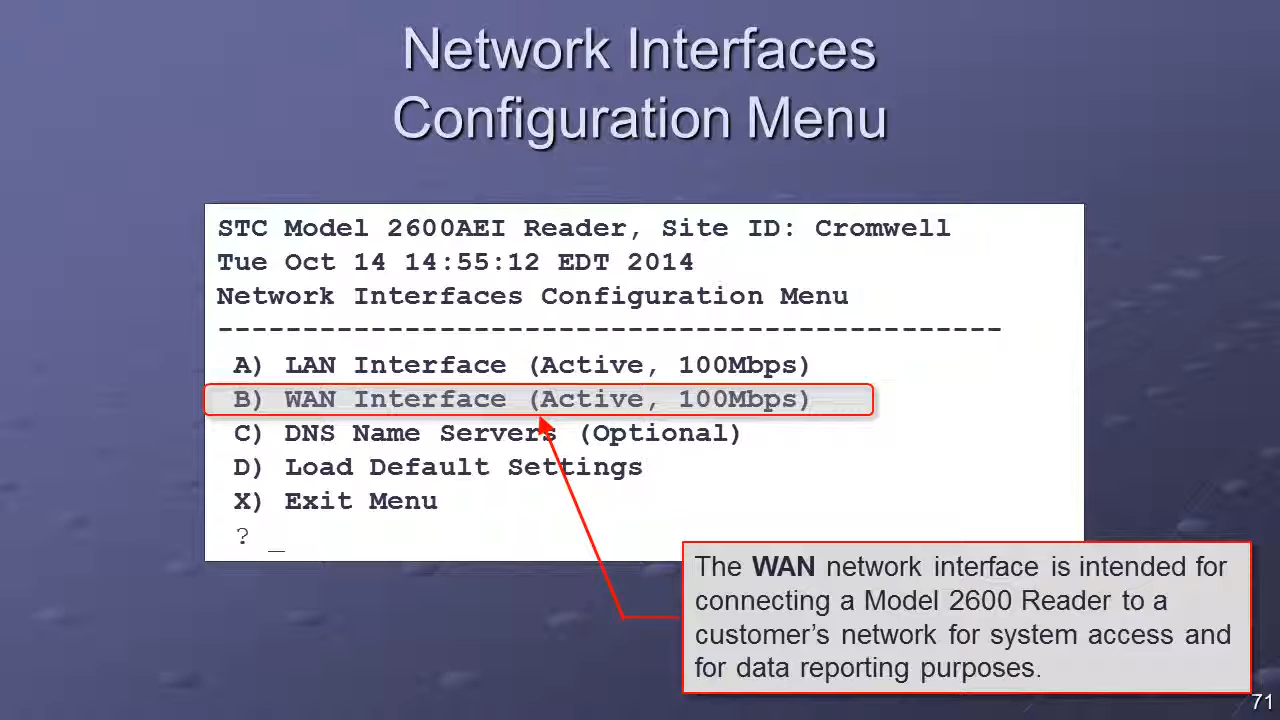 Network Interfaces
Configuration Menu
STC Model 2600AEI Reader, Site ID: Cromwell
Tue Oct 14 14:55:12 EDT 2014
Network Interfaces Configuration Menu
----------------------------------------------
A) LAN Interface (Active, 100Mbps)
B) WAN Interface (Active, 100Mbps)
C) DNS Name Servers (Optional)
D) Load Default Settings
X) Exit Menu
? _
The WAN network interface is intended for
connecting a Model 2600 Reader to a
customer’s network for system access and
for data reporting purposes.
71